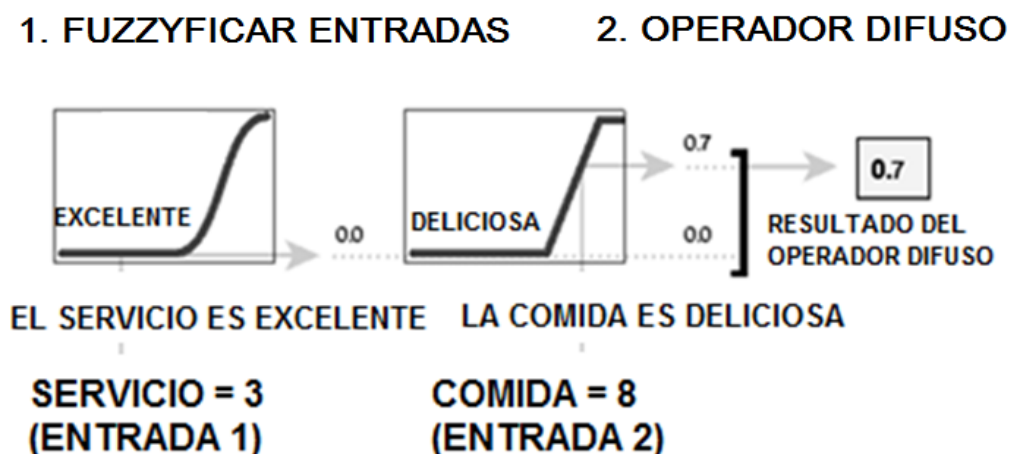 1. FUZZYFICAR ENTRADAS
2. OPERADOR DIFUSO
EXCELENTE
0.0
DELICIOSA
0.7
0.0
0.7
RESULTADO DEL
OPERADOR DIFUSO
EL SERVICIO ES EXCELENTE
LA COMIDA ES DELICIOSA
SERVICIO = 3
(ENTRADA 1)
COMIDA = 8
(ENTRADA 2)